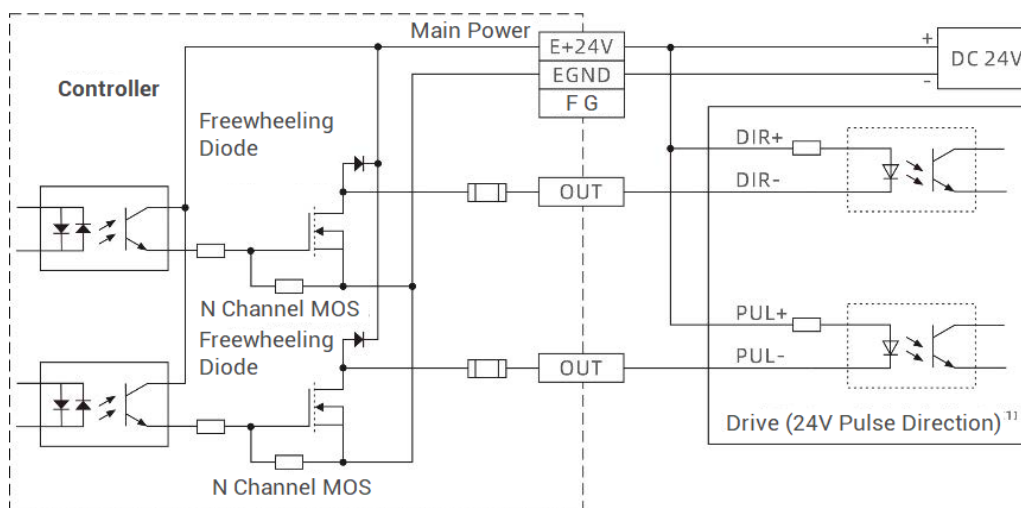 Main Power
E+24V
+
DC 24V
EGND
-
Controller
F G
Freewheeling
Diode
DIR+
DIR-
OUT
N Channel MOS
Freewheeling
Diode
PUL+
PUL-
OUT
Drive (24V Pulse Direction)
N Channel MOS